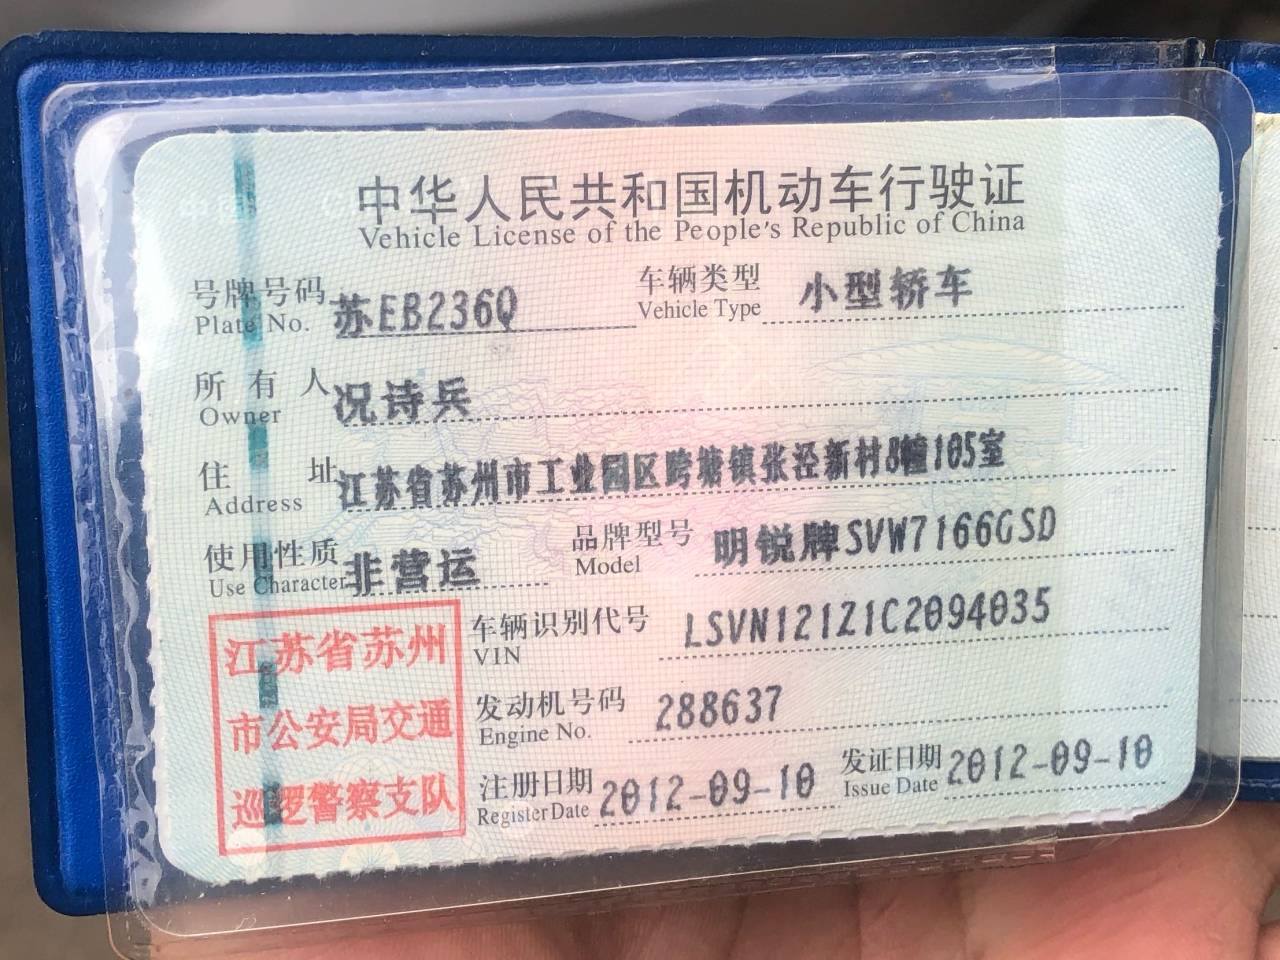 中华人民共和国机动车行驶证
Vehicle License of the People's Republic of China
号牌号码 苏EB236Q 车辆类型 小型轿车
Plate No. Vehicle Type
所有人 况诗兵
Owner
住址 江苏省苏州市工业园区跨塘镇张泾新村8幢105室
Address
使用性质 非营运 品牌型号 明锐牌SVW7166GSD
Use Character Model
江苏省苏州
市公安局交通
巡逻警察支队
车辆识别代号 LSVN121Z1C2094035
VIN
发动机号码 288637
Engine No.
注册日期 2012-09-10 发证日期 2012-09-10
Register Date Issue Date